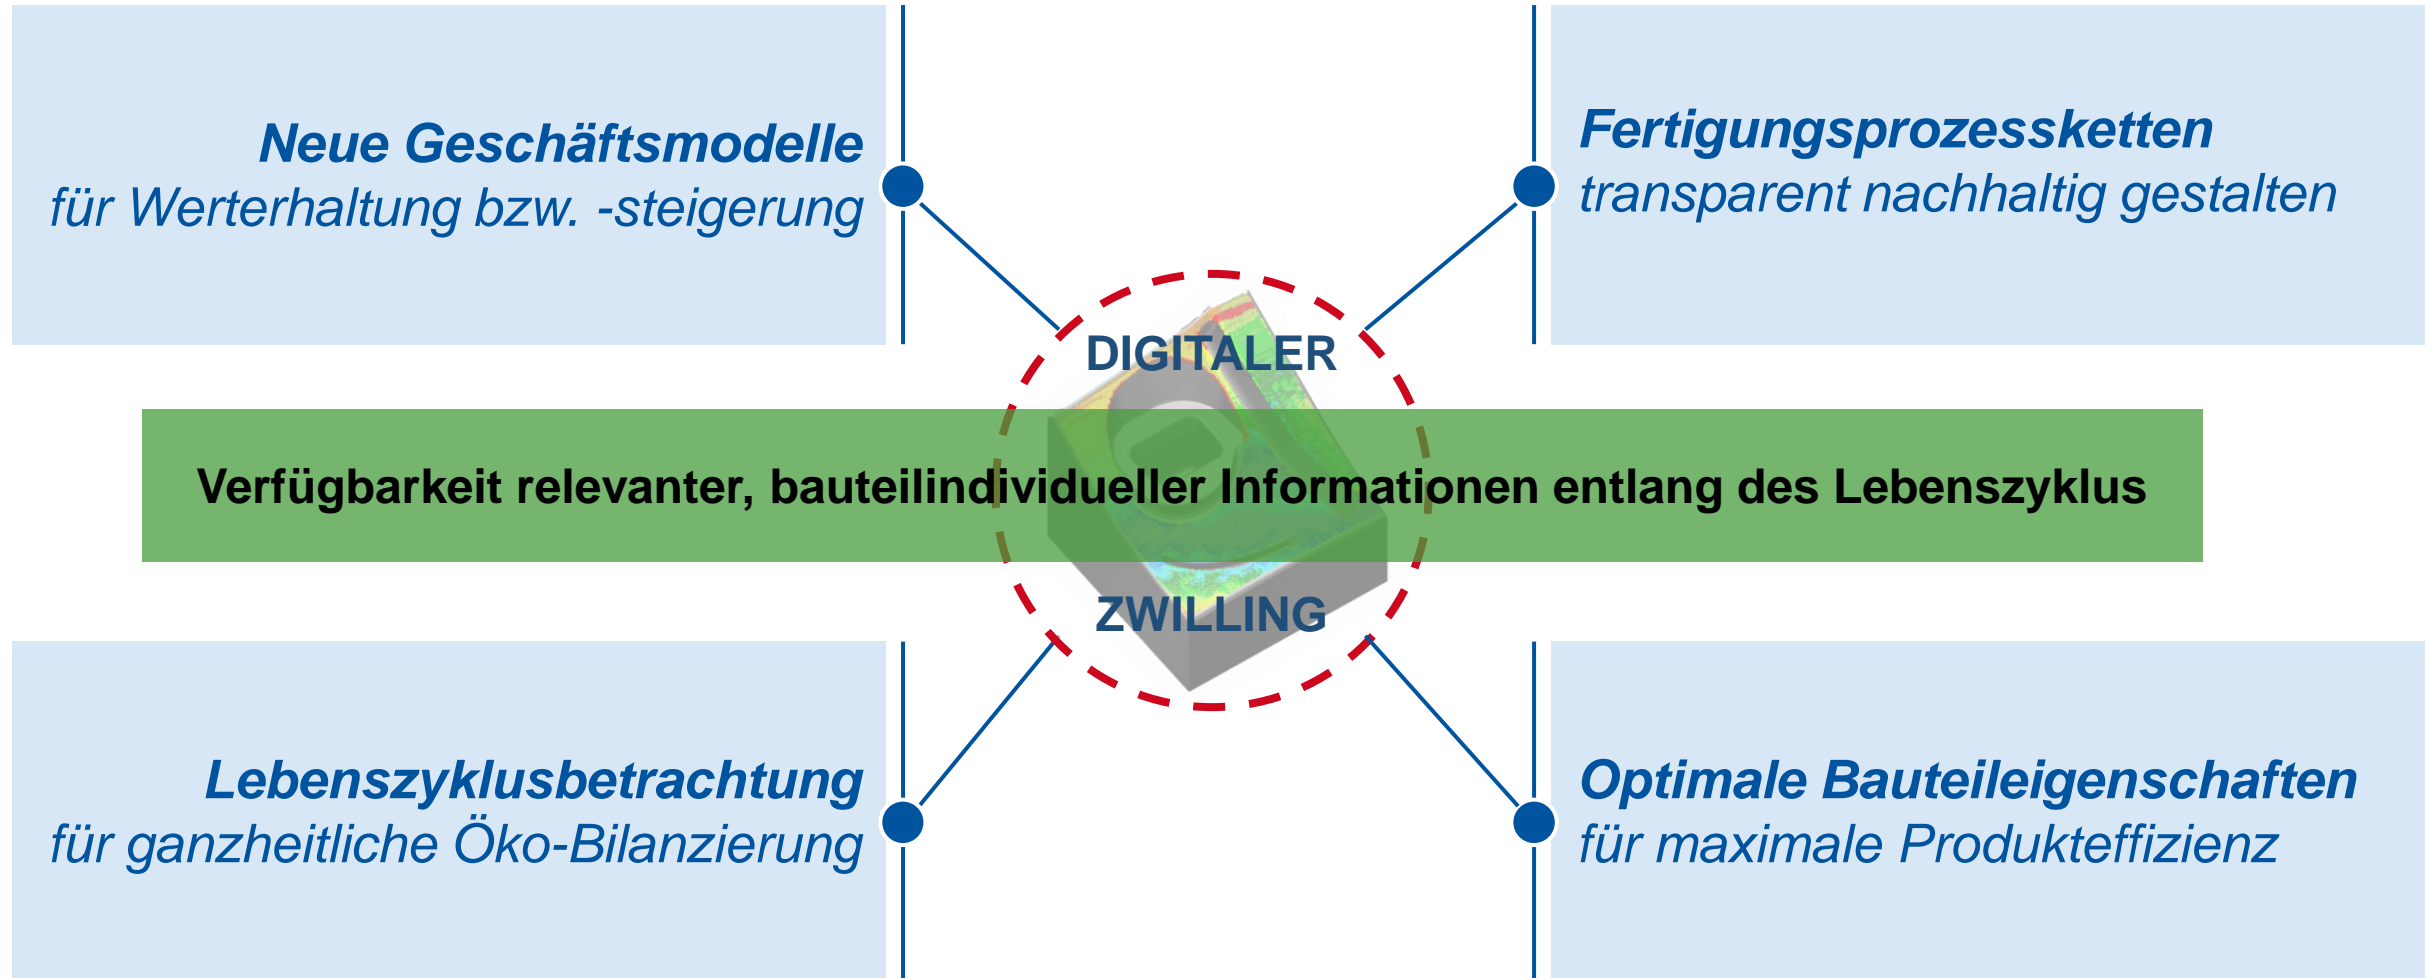 Neue Geschäftsmodelle
für Werterhaltung bzw. -steigerung
Fertigungsprozessketten
transparent nachhaltig gestalten
DIGITALER
Verfügbarkeit relevanter, bauteilindividueller Informationen entlang des Lebenszyklus
ZWILLING
Lebenszyklusbetrachtung
für ganzheitliche Öko-Bilanzierung
Optimale Bauteileigenschaften
für maximale Produkteffizienz